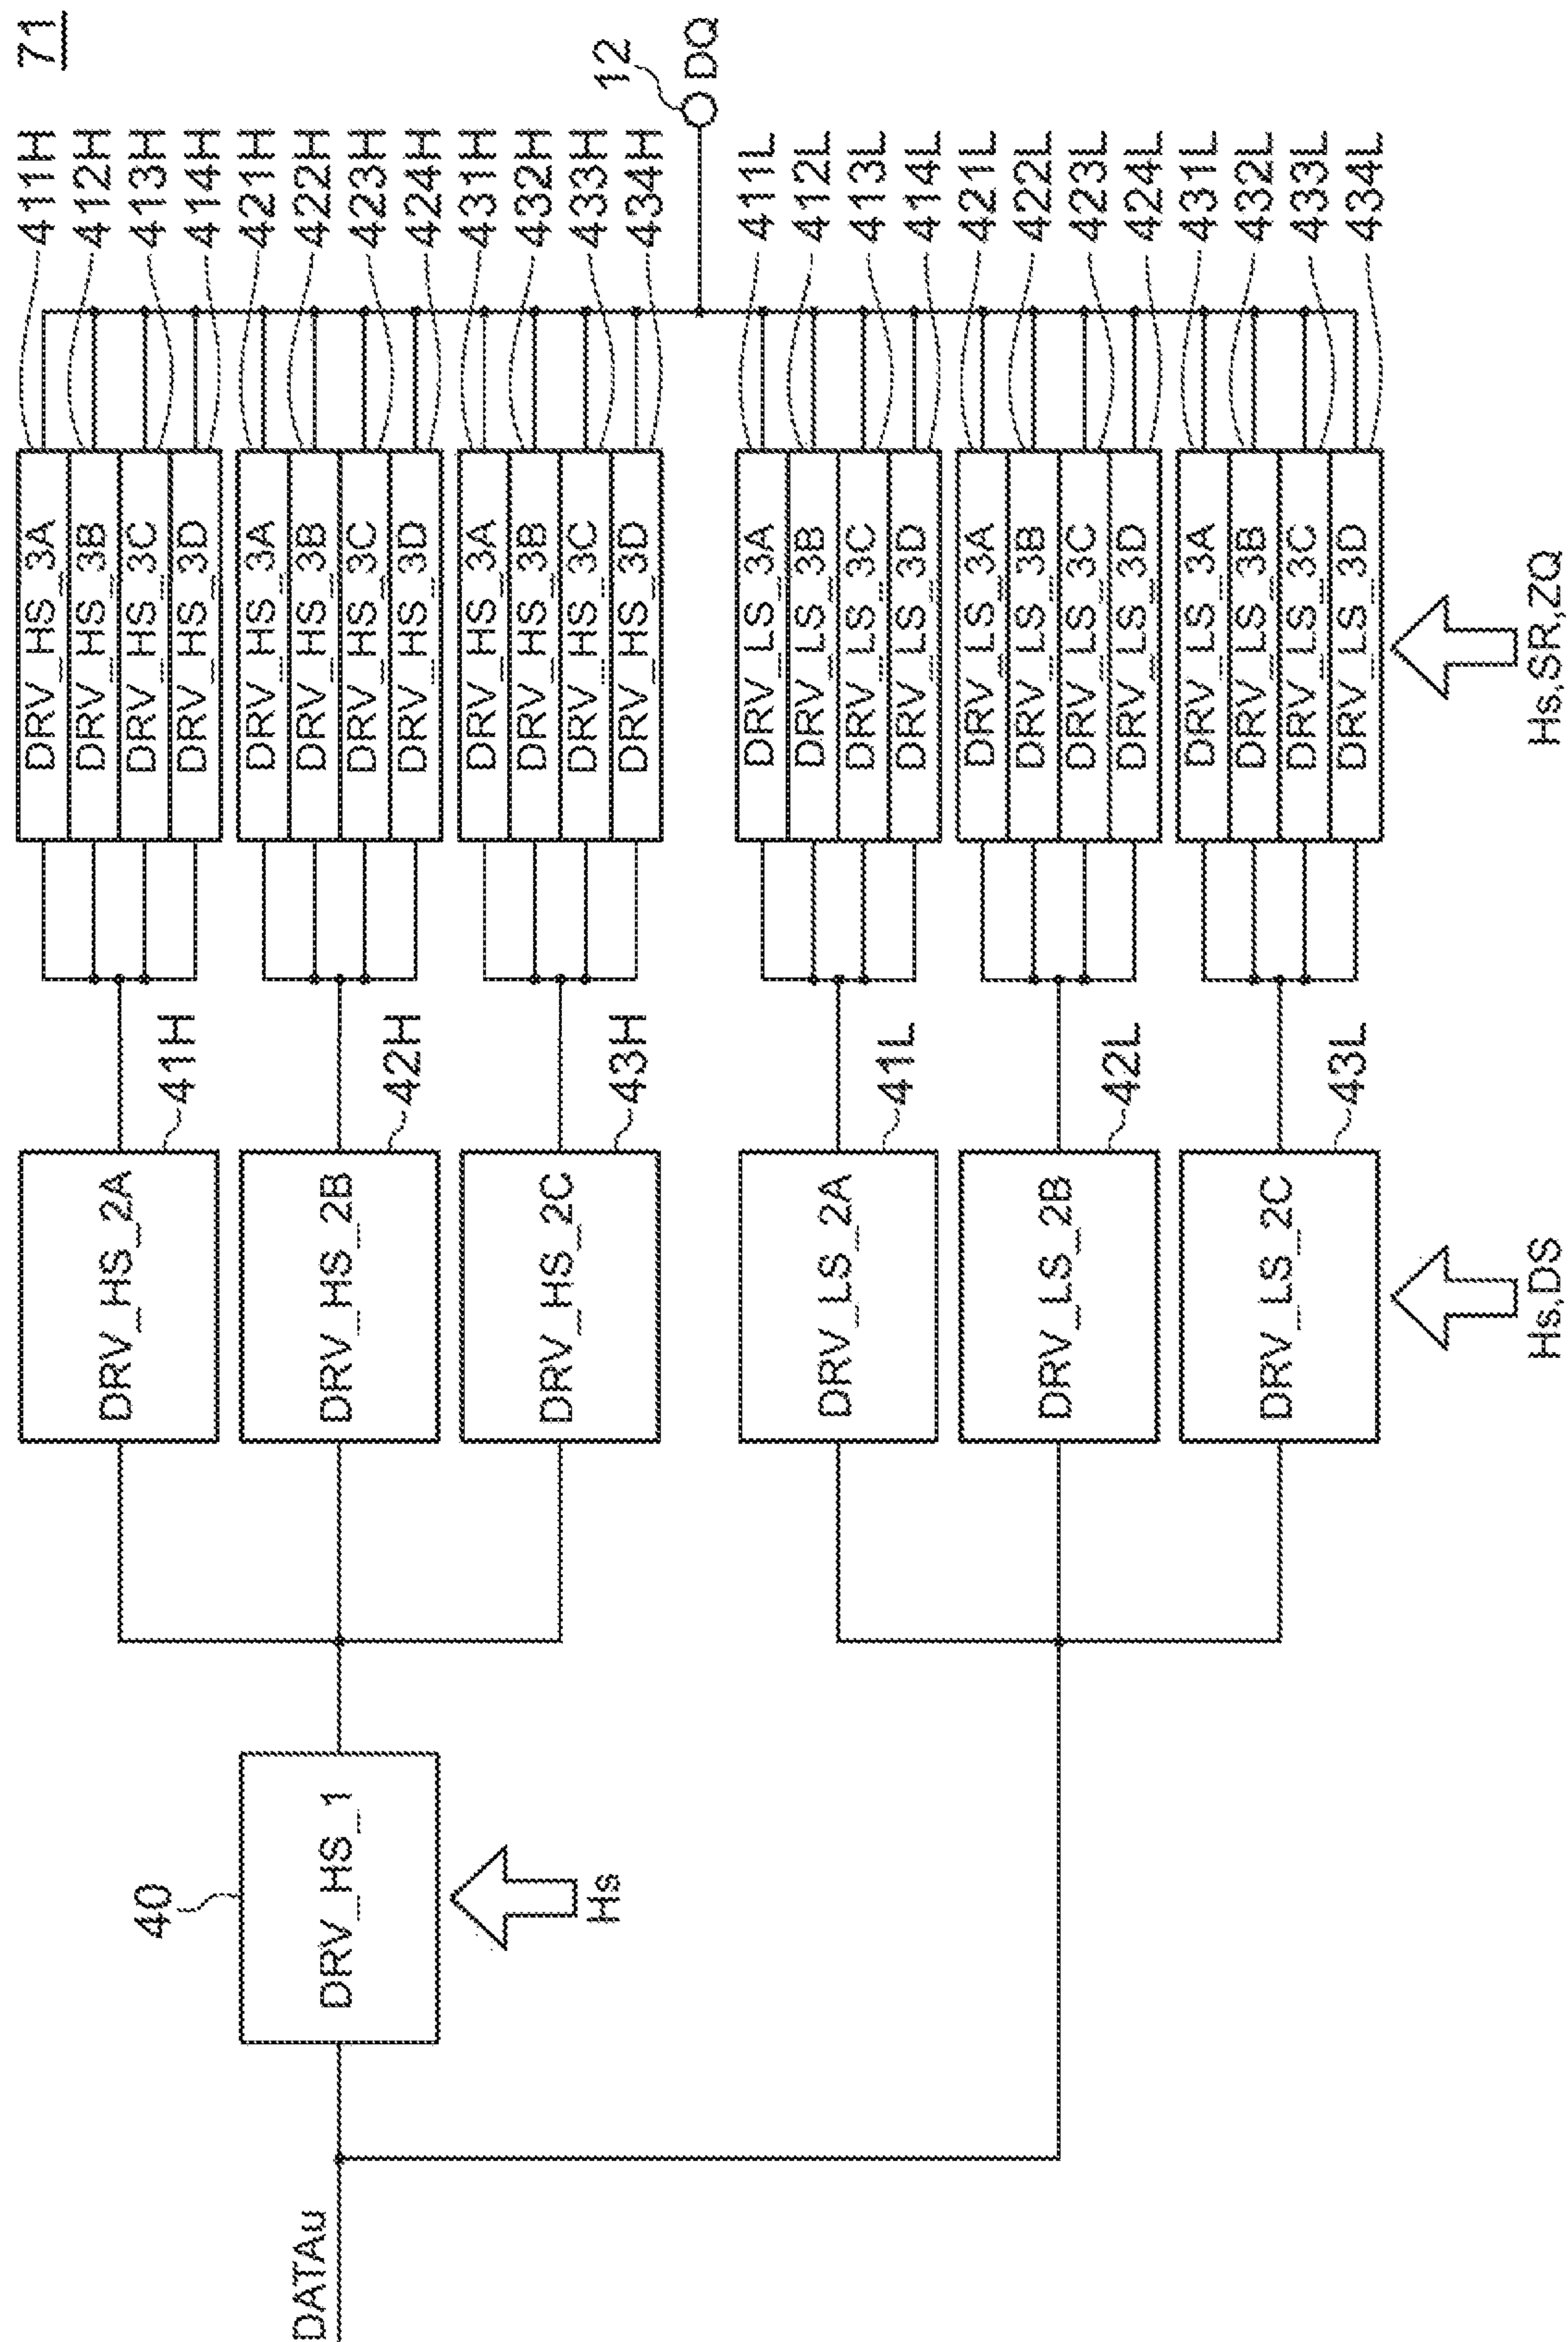 71
DATAu
40
DRV_HS_1
Hs
DRV_HS_2A
41H
DRV_HS_2B
42H
DRV_HS_2C
43H
DRV_LS_2A
41L
DRV_LS_2B
42L
DRV_LS_2C
43L
Hs,DS
DRV_HS_3A
DRV_HS_3B
DRV_HS_3C
DRV_HS_3D
DRV_HS_3A
DRV_HS_3B
DRV_HS_3C
DRV_HS_3D
DRV_HS_3A
DRV_HS_3B
DRV_HS_3C
DRV_HS_3D
DRV_LS_3A
DRV_LS_3B
DRV_LS_3C
DRV_LS_3D
DRV_LS_3A
DRV_LS_3B
DRV_LS_3C
DRV_LS_3D
DRV_LS_3A
DRV_LS_3B
DRV_LS_3C
DRV_LS_3D
Hs,SR,ZQ
411H
412H
413H
414H
421H
422H
423H
424H
431H
432H
433H
434H
411L
412L
413L
414L
421L
422L
423L
424L
431L
432L
433L
434L
12
DQ